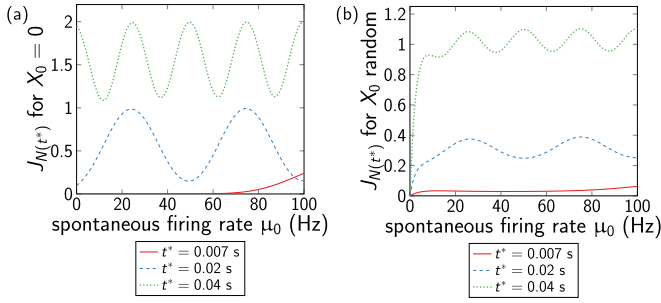 (a)
J_N(t*) for X_0 = 0
2
1.5
1
0.5
0
0 20 40 60 80 100
spontaneous firing rate μ_0 (Hz)
t* = 0.007 s
t* = 0.02 s
t* = 0.04 s
(b)
J_N(t*) for X_0 random
1.2
1
0.8
0.6
0.4
0.2
0
0 20 40 60 80 100
spontaneous firing rate μ_0 (Hz)
t* = 0.007 s
t* = 0.02 s
t* = 0.04 s